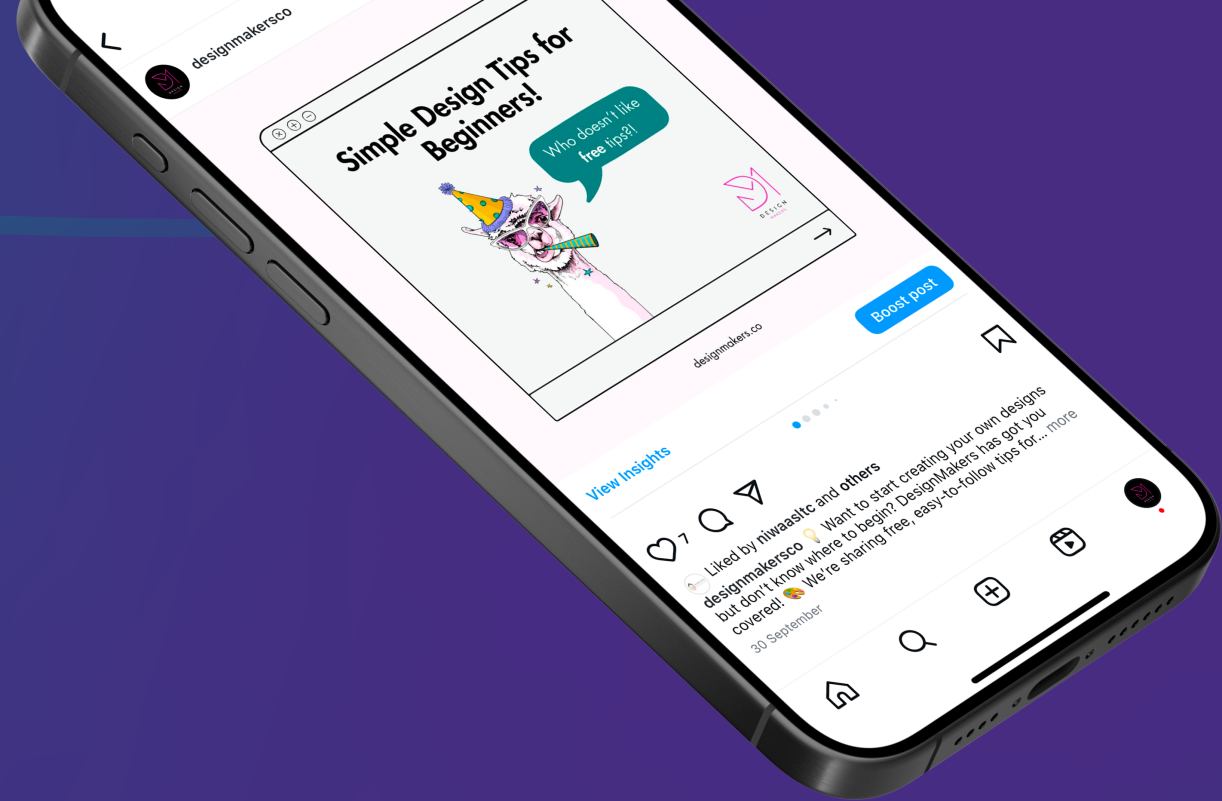 designmakersco
Simple Design Tips for
Beginners!
Who doesn't like
free tips?!
DESIGN
designmakers.co
View Insights
Boost post
7
Liked by niwaasltc and others
designmakersco 💡 Want to start creating your own designs
but don't know where to begin? DesignMakers has got you
covered! 🎨 We're sharing free, easy-to-follow tips for... more
30 September